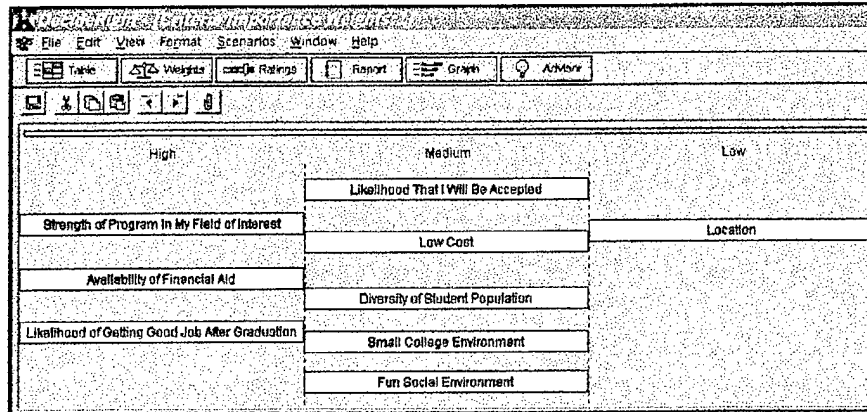 File Edit View Format Scenarios Window Help
Table Weights Ratings Report Graph Advisor
High Medium Low
Likelihood That I Will Be Accepted
Strength of Program In My Field of Interest
Location
Low Cost
Availability of Financial Aid
Diversity of Student Population
Likelihood of Getting Good Job After Graduation
Small College Environment
Fun Social Environment